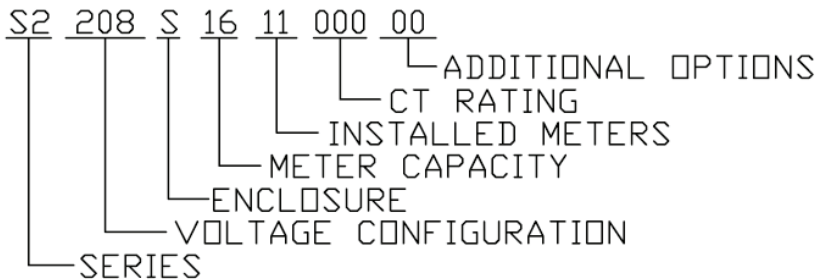 S2 208 S 16 11 000 00
ADDITIONAL OPTIONS
CT RATING
INSTALLED METERS
METER CAPACITY
ENCLOSURE
VOLTAGE CONFIGURATION
SERIES